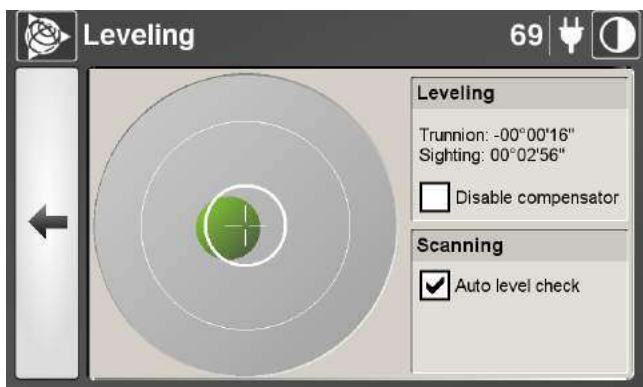 Leveling
69
Leveling
Trunnion: -00°00'16"
Sighting: 00°02'56"
Disable compensator
Scanning
Auto level check